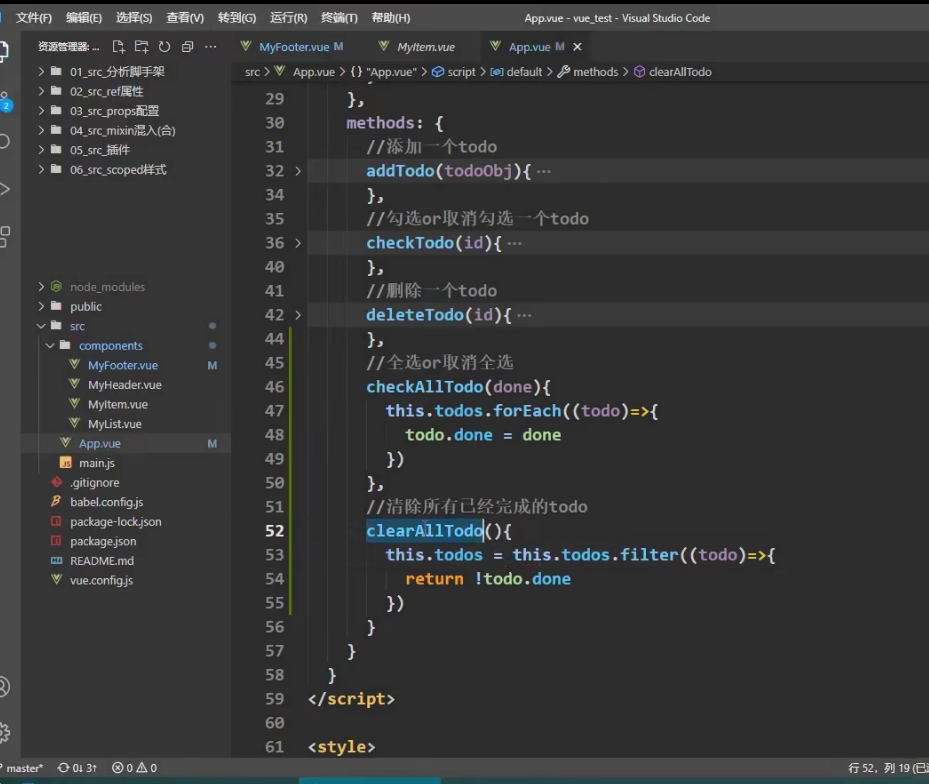 文件(F) 编辑(E) 选择(S) 查看(V) 转到(G) 运行(R) 终端(T) 帮助(H) App.vue - vue_test - Visual Studio Code
资源管理器: ...
01_src_分析脚手架
02_src_ref属性
03_src_props配置
04_src_mixin混入(合)
05_src_插件
06_src_scoped样式
2
node_modules
public
src
components
MyFooter.vue M
MyHeader.vue
MyItem.vue
MyList.vue
App.vue M
main.js
.gitignore
babel.config.js
package-lock.json
package.json
README.md
vue.config.js
MyFooter.vue M MyItem.vue App.vue M
src > App.vue > {} "App.vue" > script > default > methods > clearAllTodo
29 },
30 methods: {
31 //添加一个todo
32 addTodo(todoObj){ ···
34 },
35 //勾选or取消勾选一个todo
36 checkTodo(id){ ···
40 },
41 //删除一个todo
42 deleteTodo(id){ ···
44 },
45 //全选or取消全选
46 checkAllTodo(done){
47 this.todos.forEach((todo)=>{
48 todo.done = done
49 })
50 },
51 //清除所有已经完成的todo
52 clearAllTodo(){
53 this.todos = this.todos.filter((todo)=>{
54 return !todo.done
55 })
56 }
57 }
58 }
59 </script>
60
61 <style>
master* 0↓ 3↑ 0 0 行 52，列 19